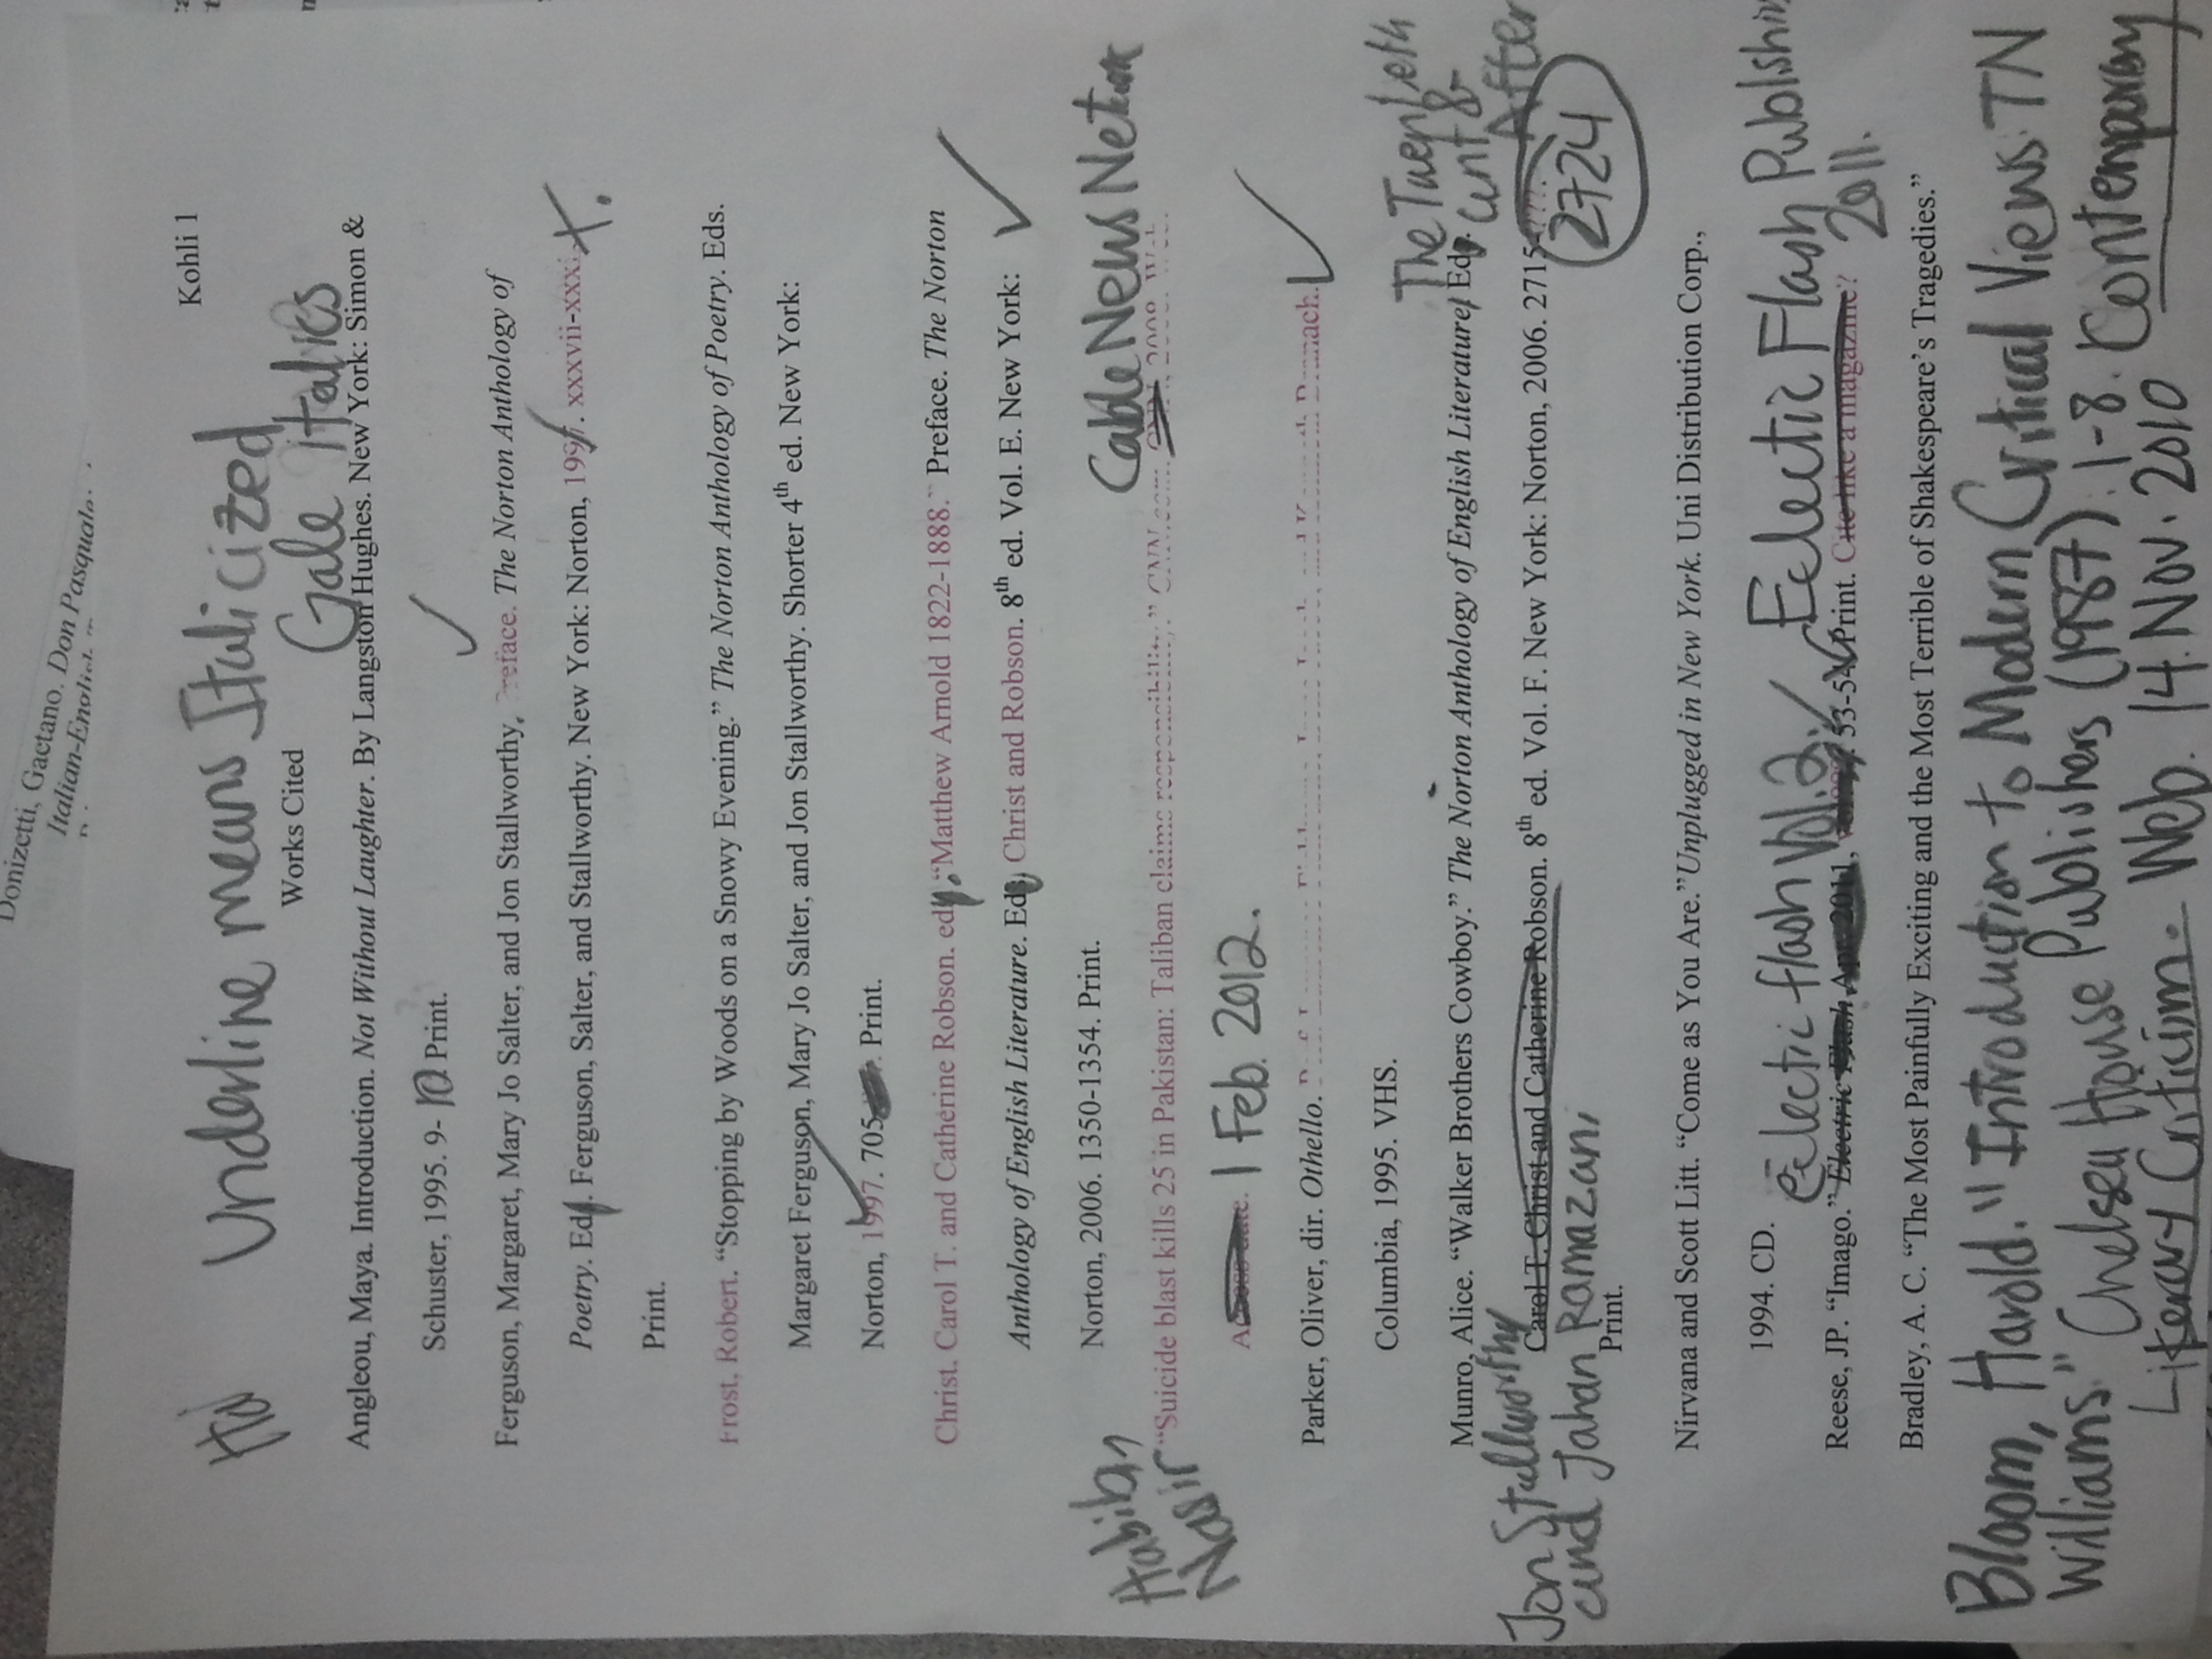 Donizetti, Gaetano. Don Pasquale.
Kohli 1
Underline means Italicized
Gale Italics
Works Cited
Angleou, Maya. Introduction. Not Without Laughter. By Langston Hughes. New York: Simon &
Schuster, 1995. 9-10 Print.
Ferguson, Margaret, Mary Jo Salter, and Jon Stallworthy. Preface. The Norton Anthology of
Poetry. Ed. Ferguson, Salter, and Stallworthy. New York: Norton, 1997. xxxvii-xxxix.
Print.
Frost, Robert. “Stopping by Woods on a Snowy Evening.” The Norton Anthology of Poetry. Eds.
Margaret Ferguson, Mary Jo Salter, and Jon Stallworthy. Shorter 4th ed. New York:
Norton, 1997. 705. Print.
Christ. Carol T. and Catherine Robson. ed. “Matthew Arnold 1822-1888.” Preface. The Norton
Anthology of English Literature. Ed. Christ and Robson. 8th ed. Vol. E. New York:
Norton, 2006. 1350-1354. Print.
Habib, Nasir
Cable News Network
“Suicide blast kills 25 in Pakistan: Taliban claims responsibility.” CNN.com. 2009. Web.
1 Feb. 2012.
Parker, Oliver, dir. Othello.
Columbia, 1995. VHS.
The Twentieth
Cent &
After
Munro, Alice. “Walker Brothers Cowboy.” The Norton Anthology of English Literature, Ed.
Jon Stallworthy
Carol T. Christ and Catherine Robson. 8th ed. Vol. F. New York: Norton, 2006. 2715
2724
and Jahan Ramazani
Print.
Nirvana and Scott Litt. “Come as You Are.”Unplugged in New York. Uni Distribution Corp.,
1994. CD.
eclectic flash Vol. 2. Eclectic Flash Publishing
2011.
Reese, JP. “Imago.” Electric Flash Apr 2011, 53-54. Print. Cite like a magazine?
Bradley, A. C. “The Most Painfully Exciting and the Most Terrible of Shakespeare’s Tragedies.”
Bloom, Harold. "Introduction to Modern Critical Views: TN
Williams" Chelsea House Publishers (1987): 1-8. Contemporary
Literary Criticism. Web. 14 Nov. 2010